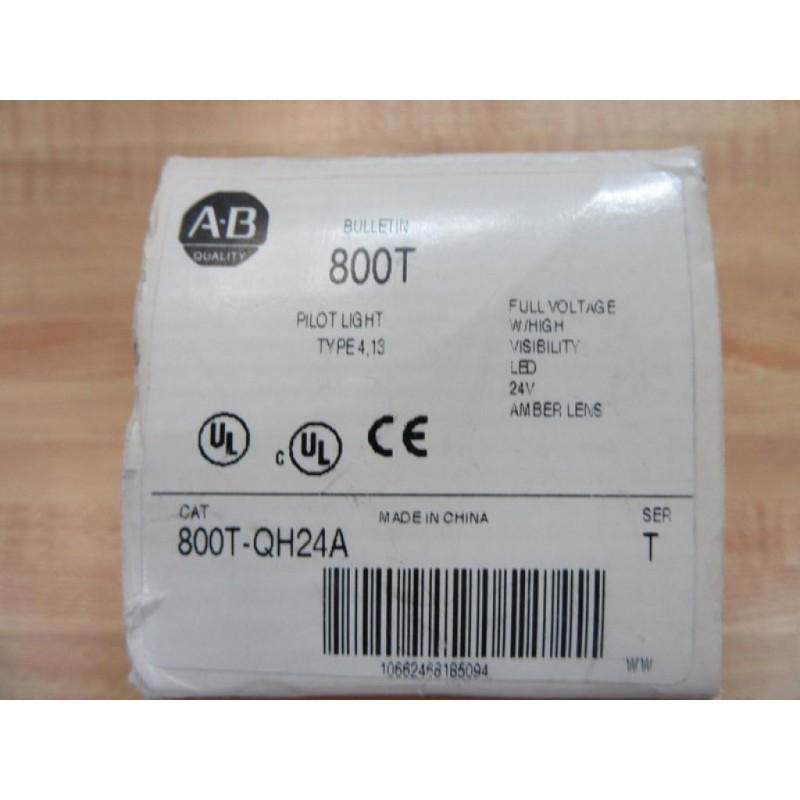 A-B
QUALITY
BULLETIN
800T
PILOT LIGHT
TYPE 4,13
FULL VOLTAGE
W/HIGH
VISIBILITY
LED
24V
AMBER LENS
UL
C UL CE
CAT
MADE IN CHINA
SER
800T-QH24A
T
10662468185094
WW